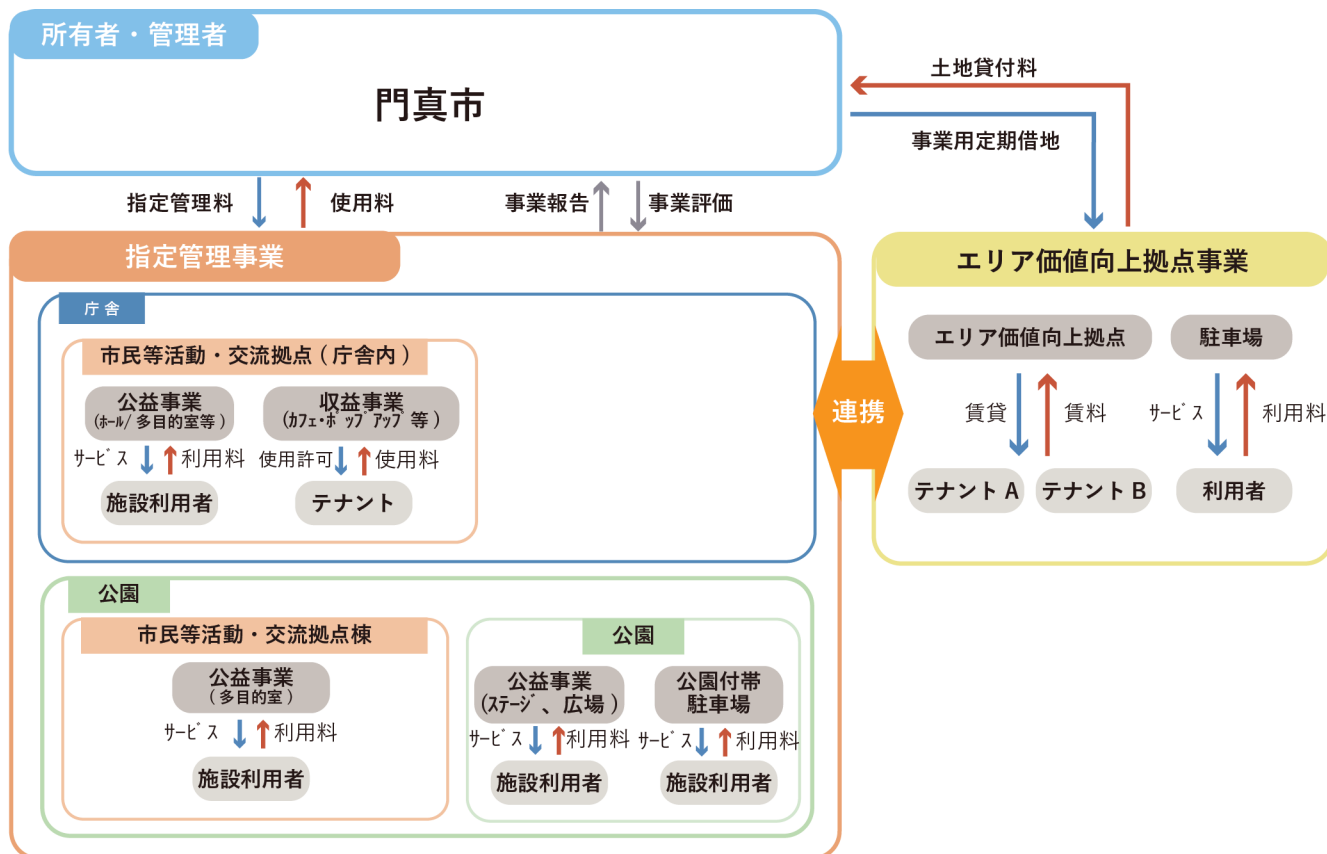 所有者・管理者
門真市
土地貸付料
事業用定期借地
指定管理料
使用料
事業報告
事業評価
指定管理事業
庁舎
市民等活動・交流拠点(庁舎内)
公益事業
(ホール/多目的室等)
サービス
利用料
施設利用者
収益事業
(カフェ・ポップアップ等)
使用許可
使用料
テナント
連携
エリア価値向上拠点事業
エリア価値向上拠点
賃貸
賃料
テナント A
テナント B
駐車場
サービス
利用料
利用者
公園
市民等活動・交流拠点棟
公益事業
(多目的室)
サービス
利用料
施設利用者
公園
公益事業
(ステージ、広場)
サービス
利用料
施設利用者
公園付帯
駐車場
サービス
利用料
施設利用者